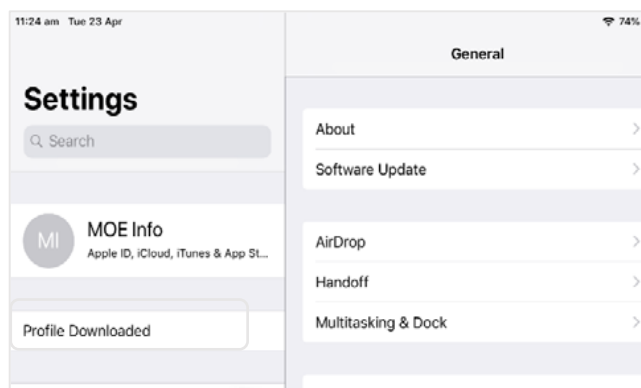 11:24 am Tue 23 Apr
74%
General
Settings
Search
MI
MOE Info
Apple ID, iCloud, iTunes & App St...
Profile Downloaded
About
Software Update
AirDrop
Handoff
Multitasking & Dock